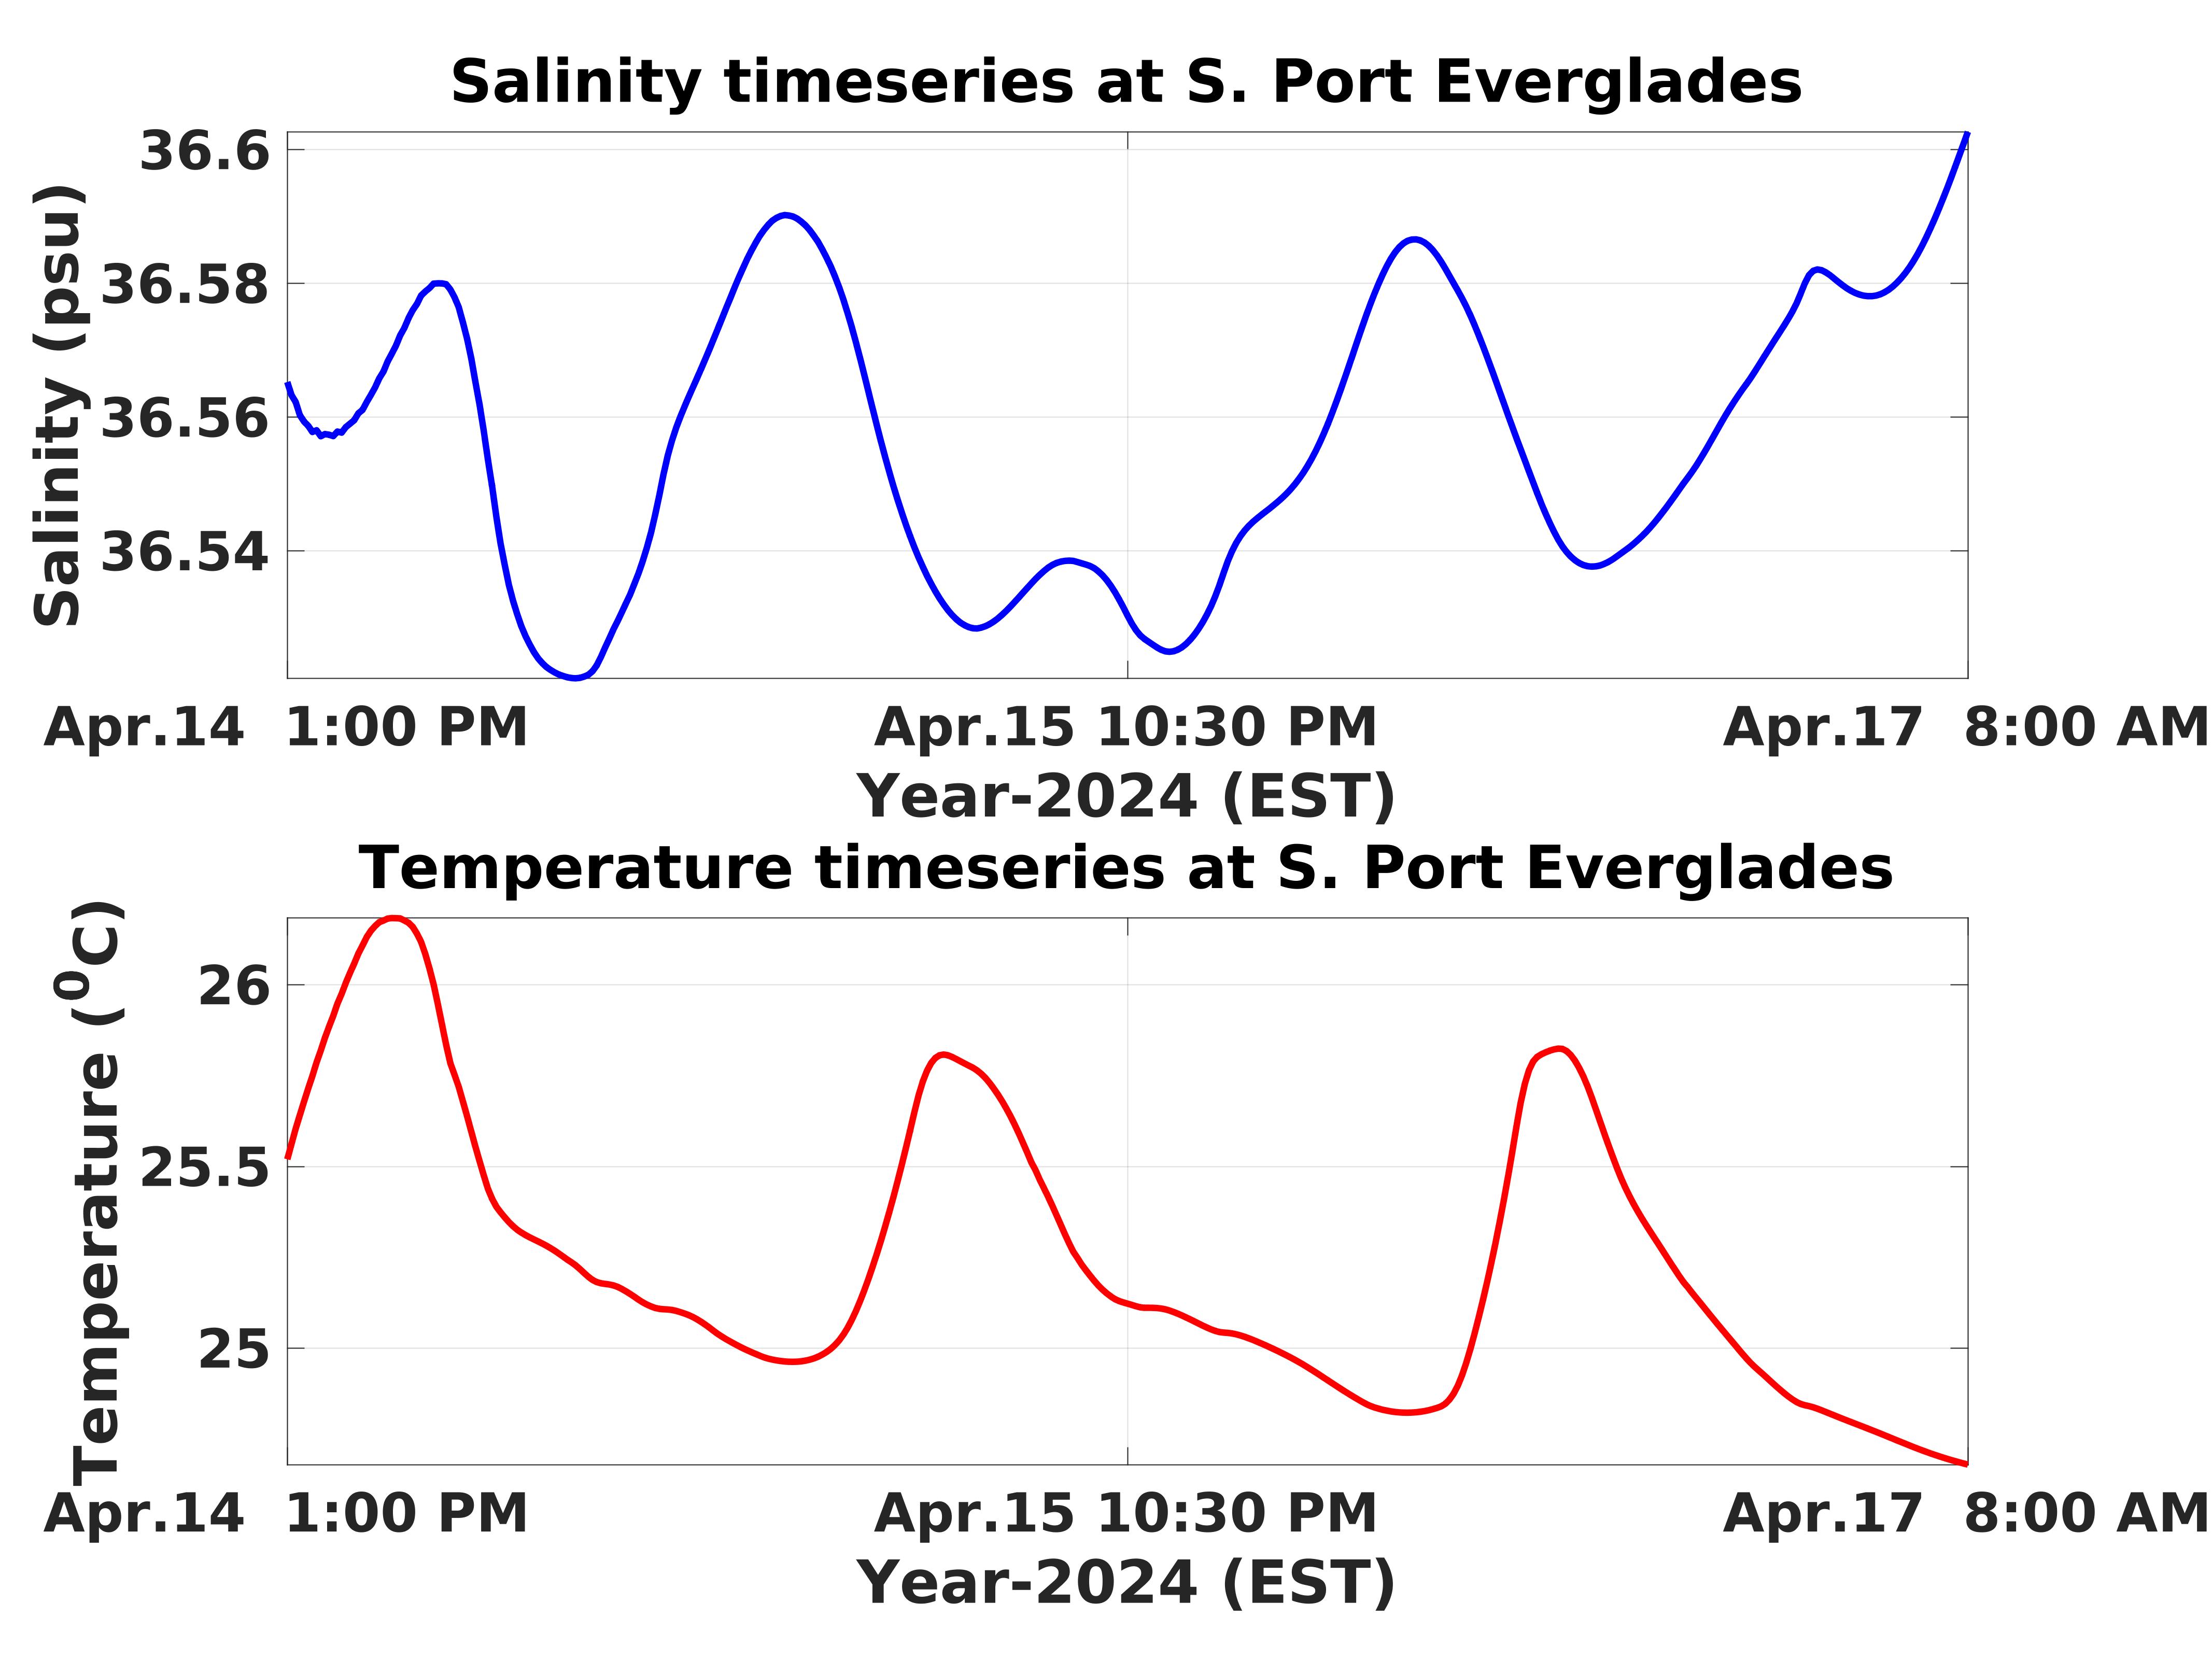 Salinity timeseries at S. Port Everglades
Salinity (psu)
36.6
36.58
36.56
36.54
Apr.14  1:00 PM
Apr.15 10:30 PM
Apr.17  8:00 AM
Year-2024 (EST)
Temperature timeseries at S. Port Everglades
Temperature (⁰C)
26
25.5
25
Apr.14  1:00 PM
Apr.15 10:30 PM
Apr.17  8:00 AM
Year-2024 (EST)